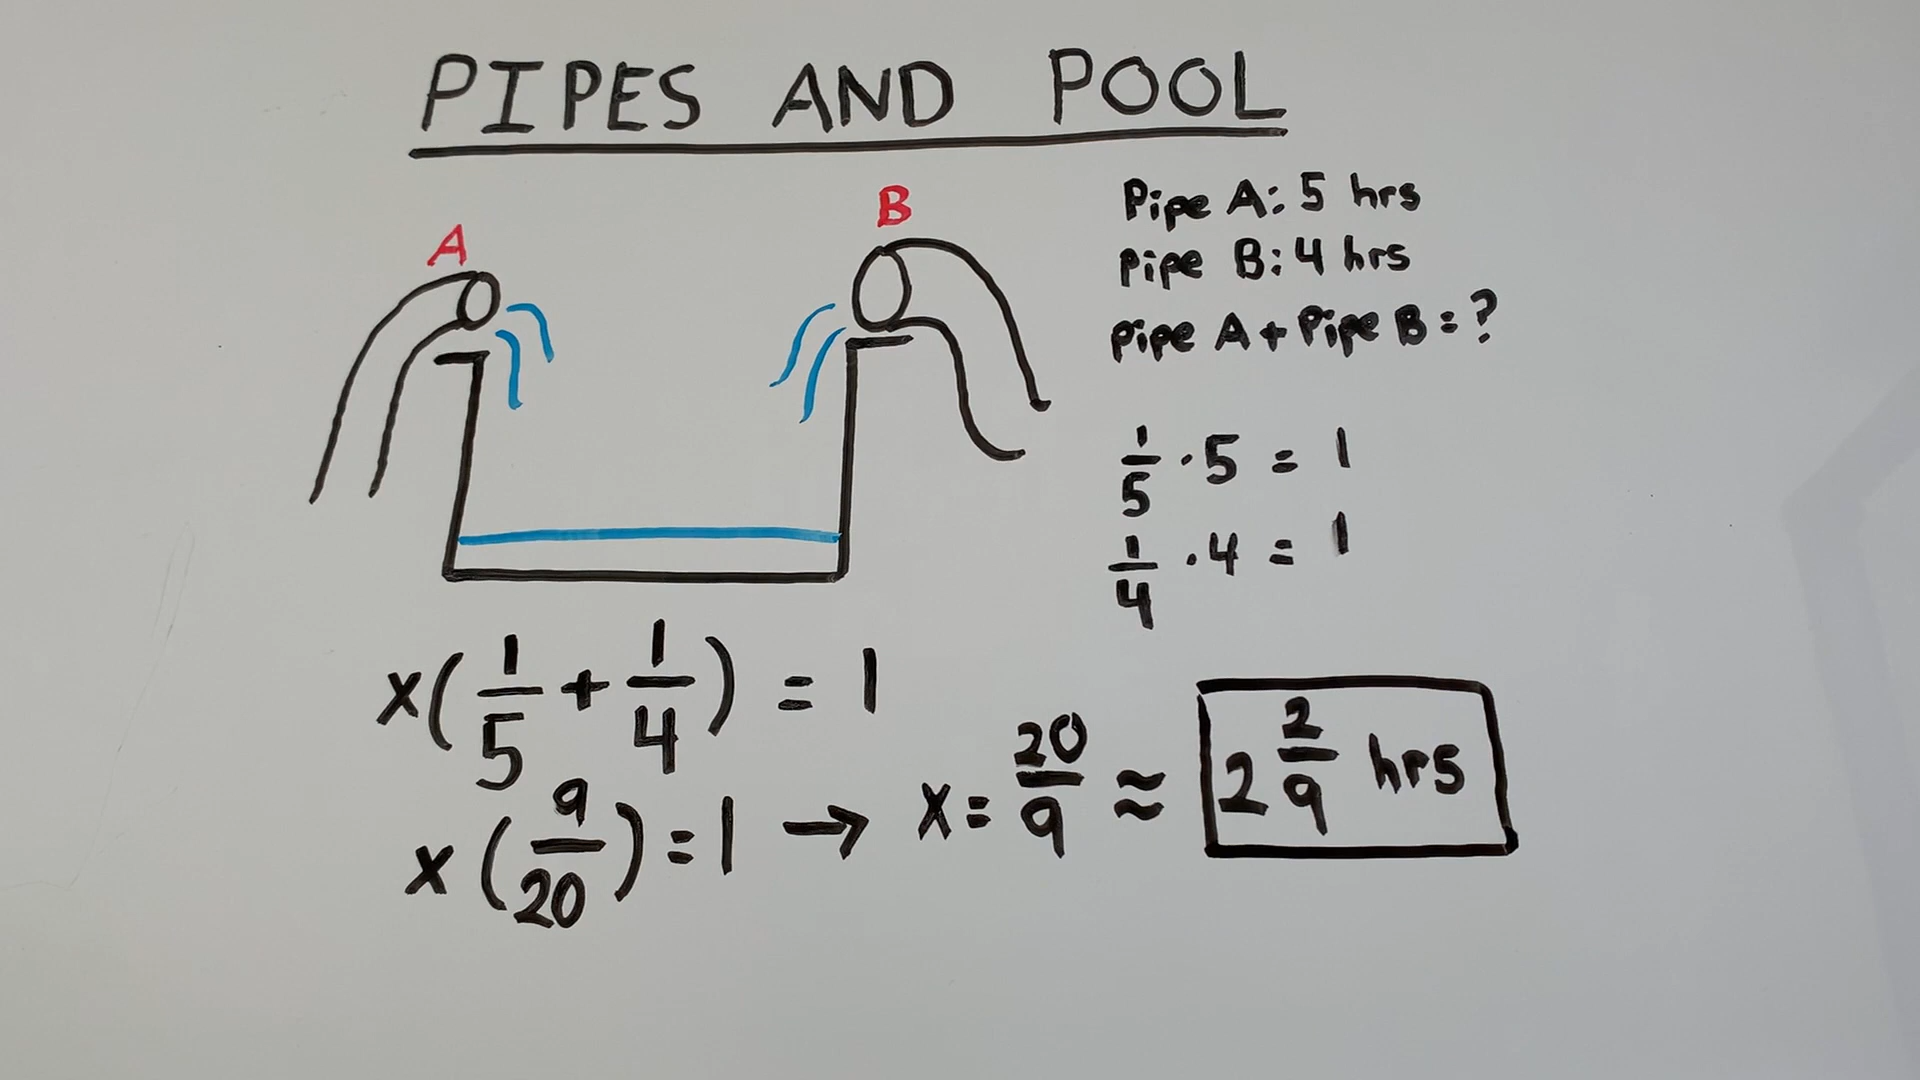 PIPES AND POOL
A
B
Pipe A: 5 hrs
Pipe B: 4 hrs
Pipe A + Pipe B = ?
1/5 · 5 = 1
1/4 · 4 = 1
x(1/5 + 1/4) = 1
x(9/20) = 1 → x = 20/9 ≈ 2 2/9 hrs